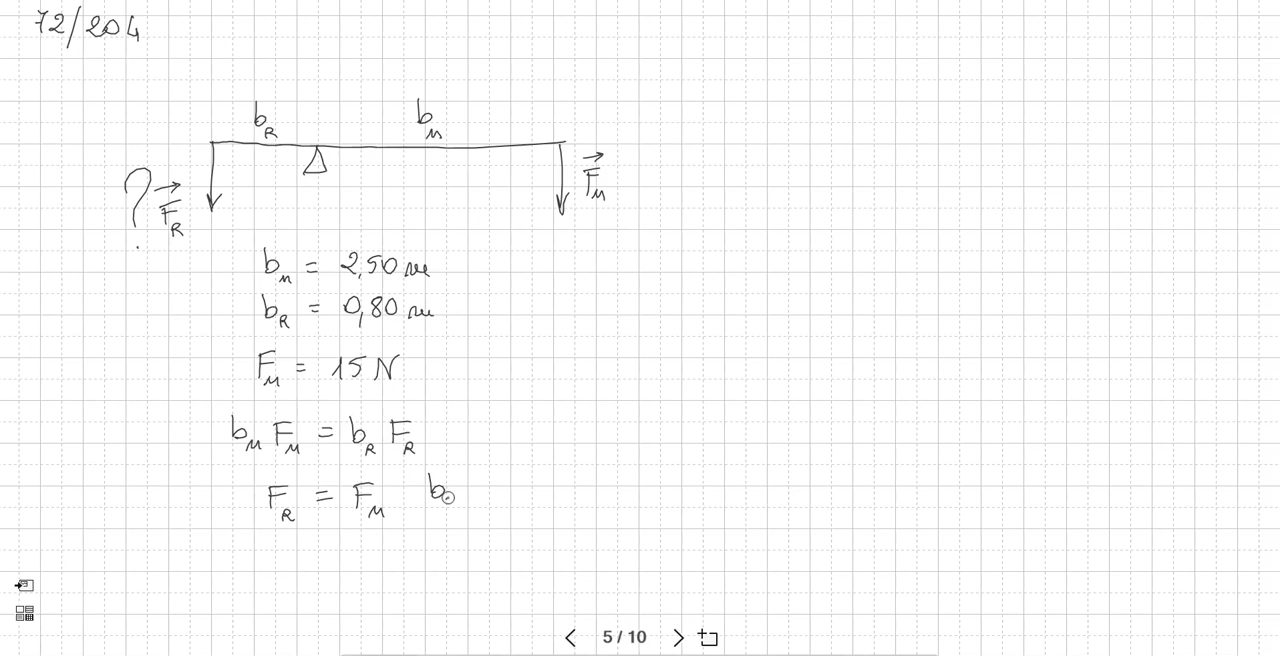 72/204
b_R b_M
? F_R F_M
b_M = 2,50 m
b_R = 0,80 m
F_M = 15 N
b_M F_M = b_R F_R
F_R = F_M b
5 / 10